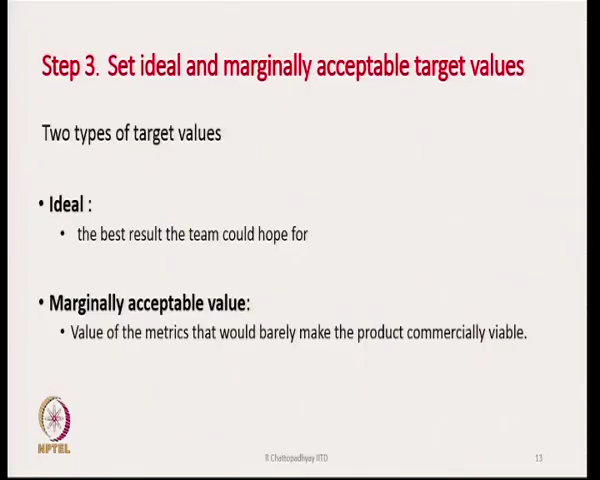 Step 3. Set ideal and marginally acceptable target values
Two types of target values
• Ideal :
• the best result the team could hope for
• Marginally acceptable value:
• Value of the metrics that would barely make the product commercially viable.
NPTEL
R Chattopadhyay IITD
13